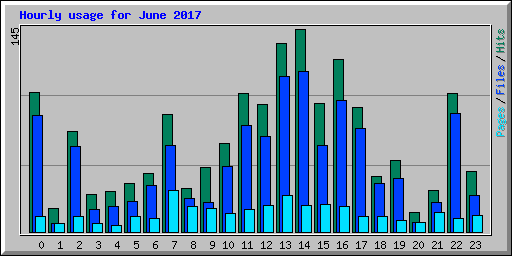 Hourly usage for June 2017
145
Pages/Files/Hits
0 1 2 3 4 5 6 7 8 9 10 11 12 13 14 15 16 17 18 19 20 21 22 23